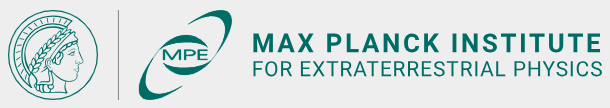 MPE
MAX PLANCK INSTITUTE
FOR EXTRATERRESTRIAL PHYSICS